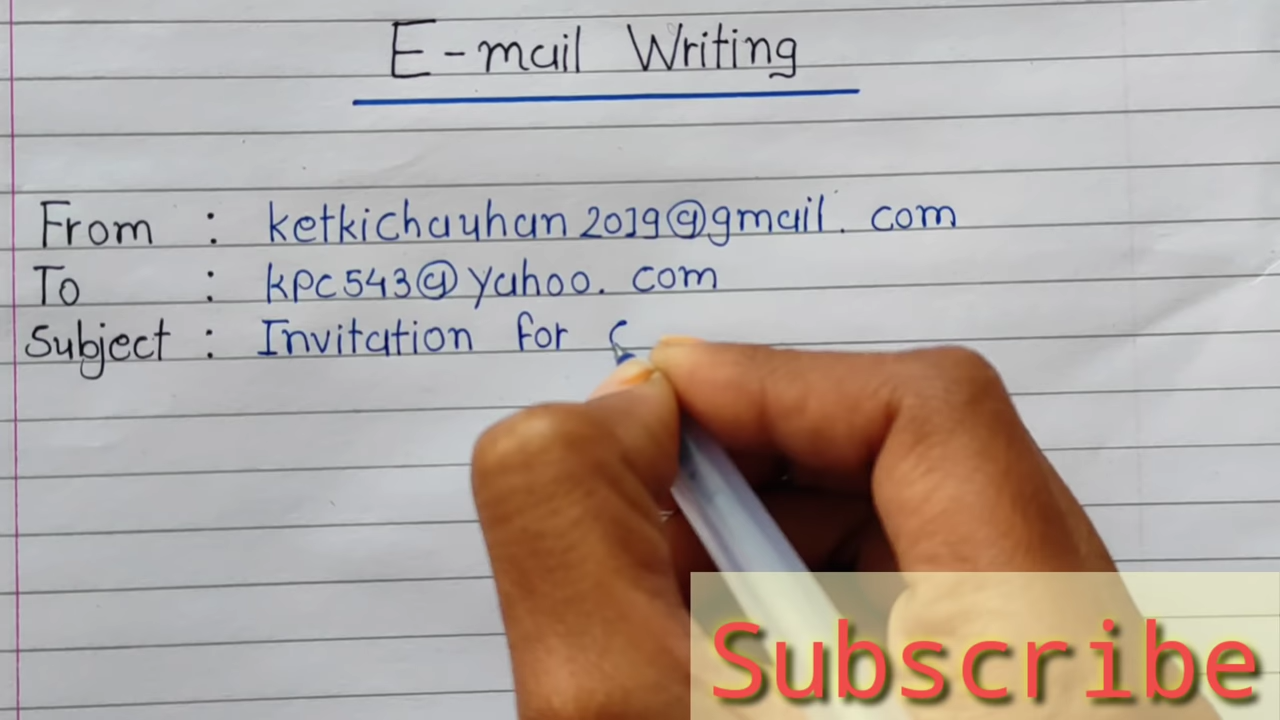 E-mail Writing
From : ketkichauhan2019@gmail. com
To : kpc543@yahoo. com
Subject : Invitation for
Subscribe